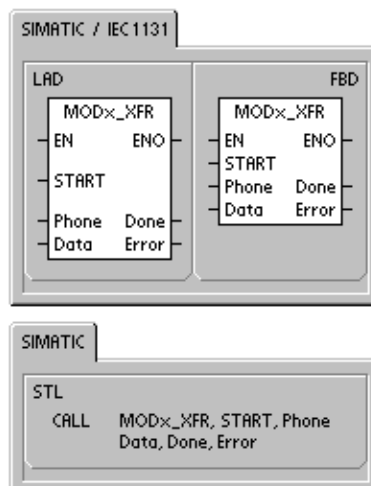 SIMATIC / IEC1131
LAD
FBD
MODx_XFR
EN ENO
START
Phone Done
Data Error
MODx_XFR
EN ENO
START
Phone Done
Data Error
SIMATIC
STL
CALL MODx_XFR, START, Phone
Data, Done, Error